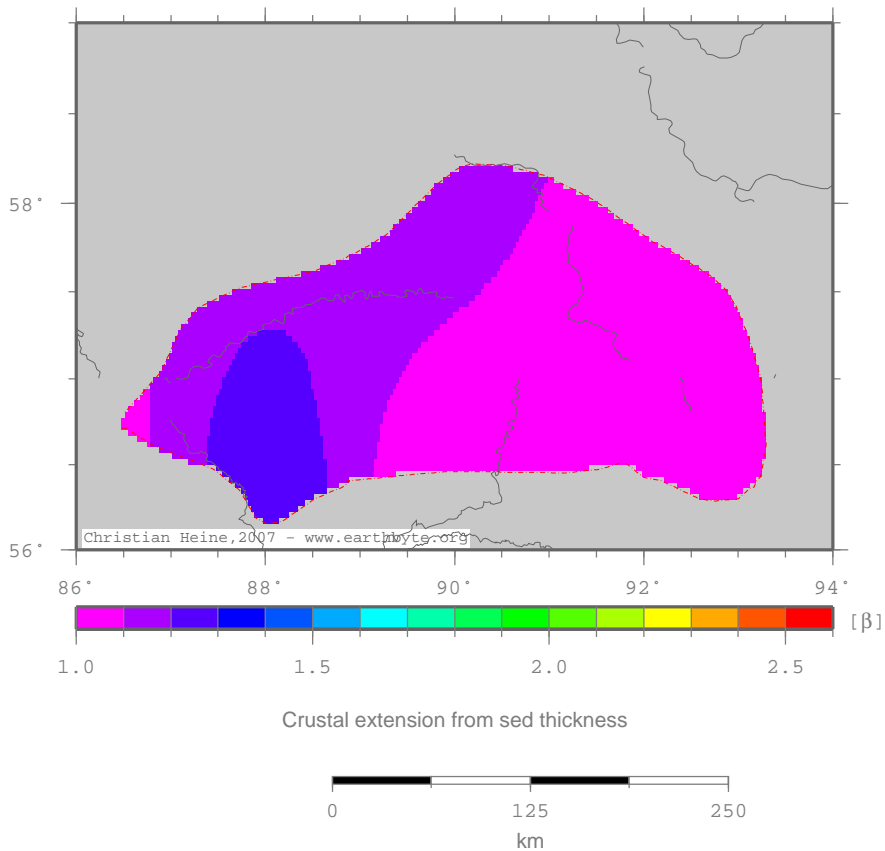 58°
Christian Heine,2007 - www.earthbyte.org
56°
86° 88° 90° 92° 94°
[β]
1.0 1.5 2.0 2.5
Crustal extension from sed thickness
0 125 250
km